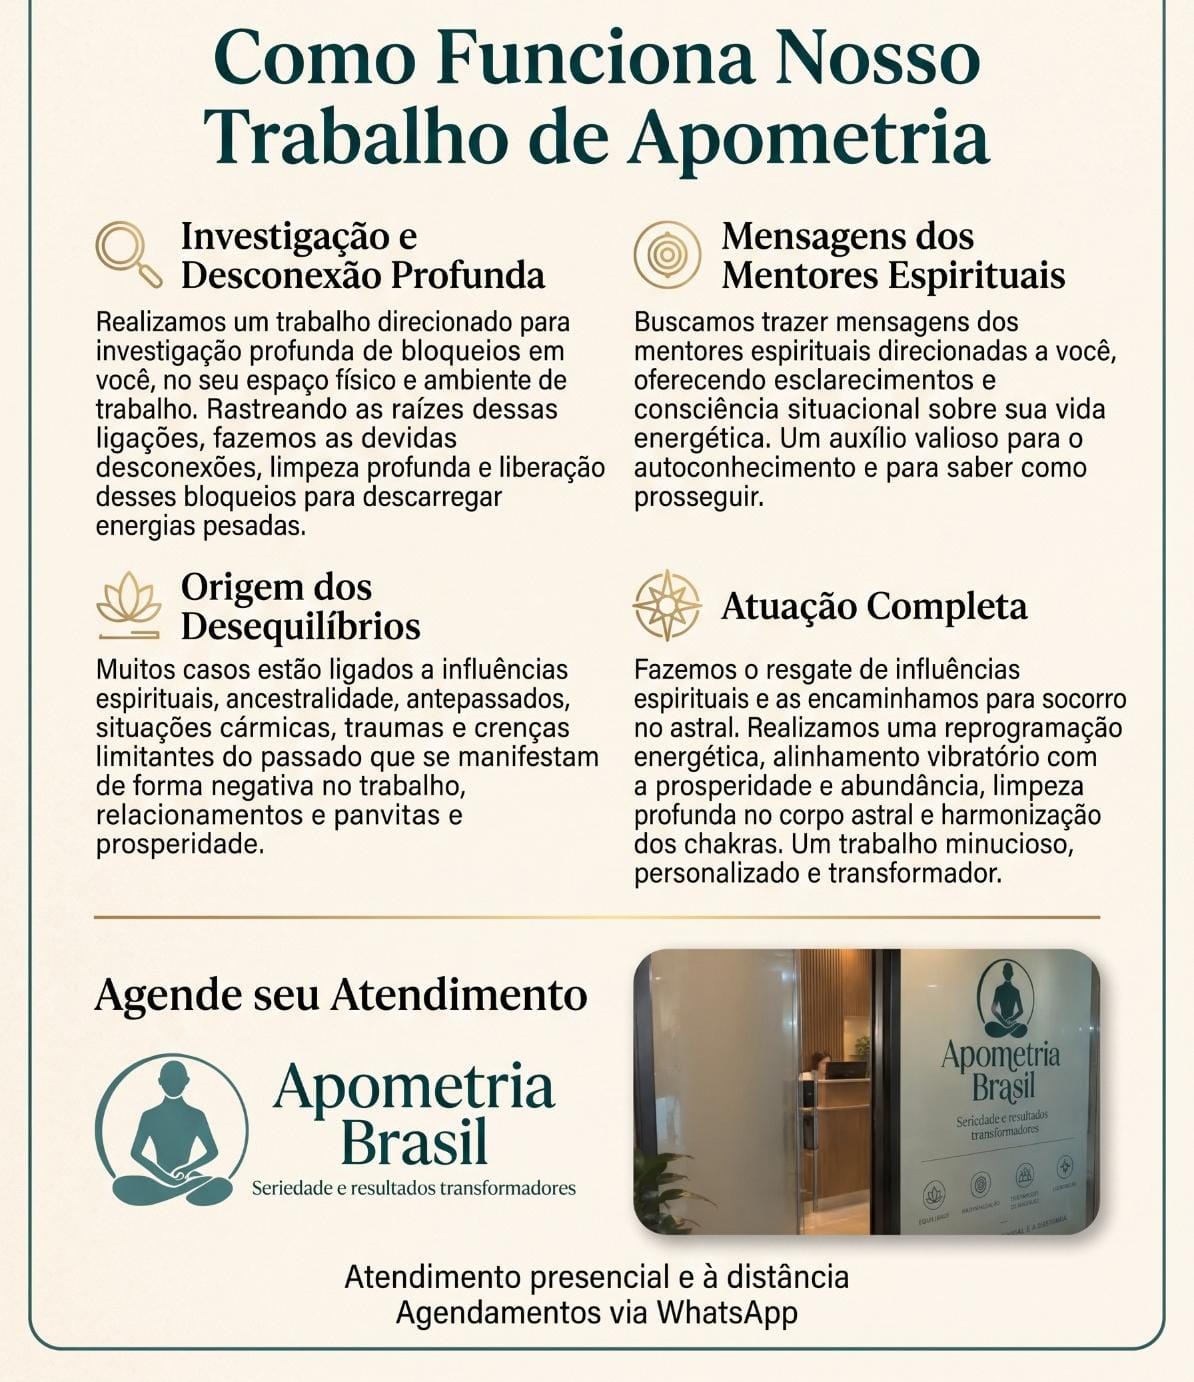 Como Funciona Nosso
Trabalho de Apometria
Investigação e
Desconexão Profunda
Realizamos um trabalho direcionado para
investigação profunda de bloqueios em
você, no seu espaço físico e ambiente de
trabalho. Rastreando as raízes dessas
ligações, fazemos as devidas
desconexões, limpeza profunda e liberação
desses bloqueios para descarregar
energias pesadas.
Mensagens dos
Mentores Espirituais
Buscamos trazer mensagens dos
mentores espirituais direcionadas a você,
oferecendo esclarecimentos e
consciência situacional sobre sua vida
energética. Um auxílio valioso para o
autoconhecimento e para saber como
prosseguir.
Origem dos
Desequilíbrios
Muitos casos estão ligados a influências
espirituais, ancestralidade, antepassados,
situações cármicas, traumas e crenças
limitantes do passado que se manifestam
de forma negativa no trabalho,
relacionamentos e panvitas e
prosperidade.
Atuação Completa
Fazemos o resgate de influências
espirituais e as encaminhamos para socorro
no astral. Realizamos uma reprogramação
energética, alinhamento vibratório com
a prosperidade e abundância, limpeza
profunda no corpo astral e harmonização
dos chakras. Um trabalho minucioso,
personalizado e transformador.
Agende seu Atendimento
Apometria
Brasil
Seriedade e resultados transformadores
Apometria
Brasil
Sericdade e resultados
transformadores
Atendimento presencial e à distância
Agendamentos via WhatsApp